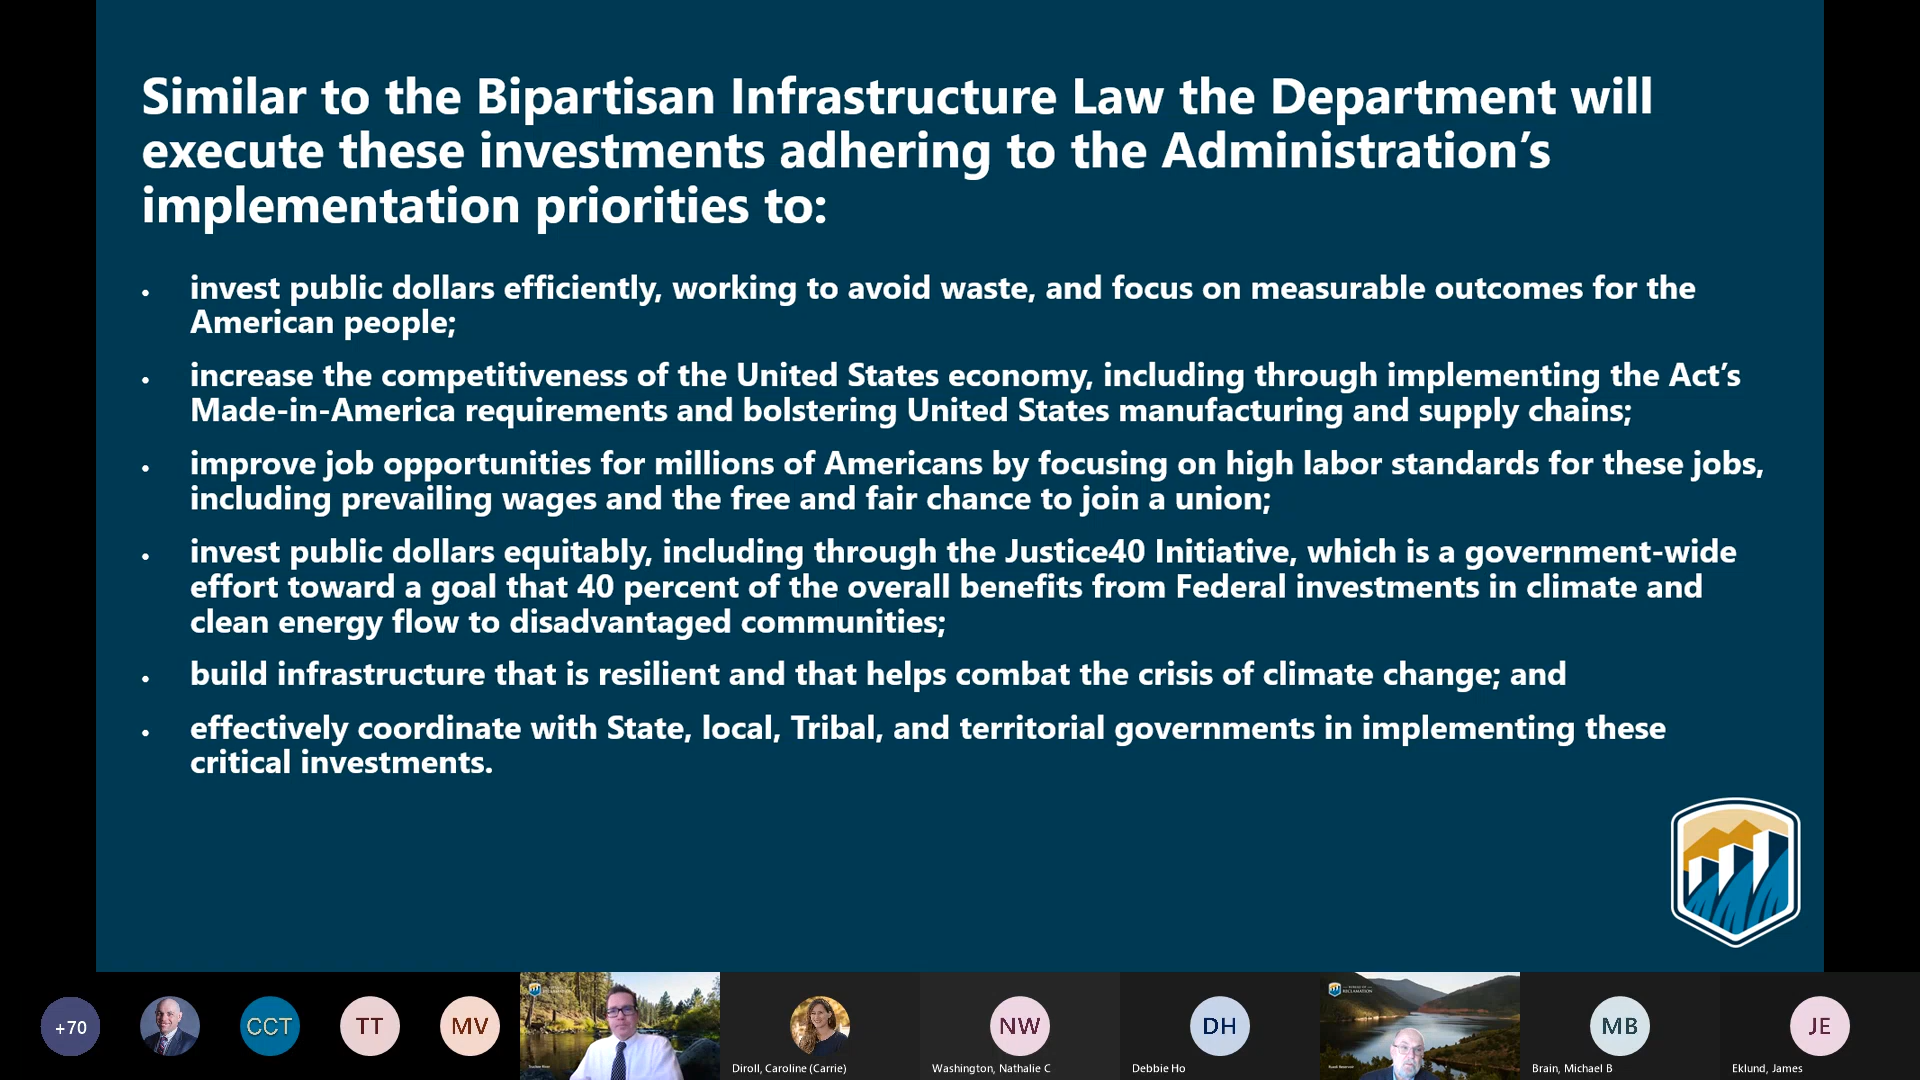 Similar to the Bipartisan Infrastructure Law the Department will
execute these investments adhering to the Administration’s
implementation priorities to:
• invest public dollars efficiently, working to avoid waste, and focus on measurable outcomes for the
American people;
• increase the competitiveness of the United States economy, including through implementing the Act’s
Made-in-America requirements and bolstering United States manufacturing and supply chains;
• improve job opportunities for millions of Americans by focusing on high labor standards for these jobs,
including prevailing wages and the free and fair chance to join a union;
• invest public dollars equitably, including through the Justice40 Initiative, which is a government-wide
effort toward a goal that 40 percent of the overall benefits from Federal investments in climate and
clean energy flow to disadvantaged communities;
• build infrastructure that is resilient and that helps combat the crisis of climate change; and
• effectively coordinate with State, local, Tribal, and territorial governments in implementing these
critical investments.
+70
CCT
TT
MV
Diroll, Caroline (Carrie)
NW
Washington, Nathalie C
DH
Debbie Ho
RECLAMATION
MB
Brain, Michael B
JE
Eklund, James